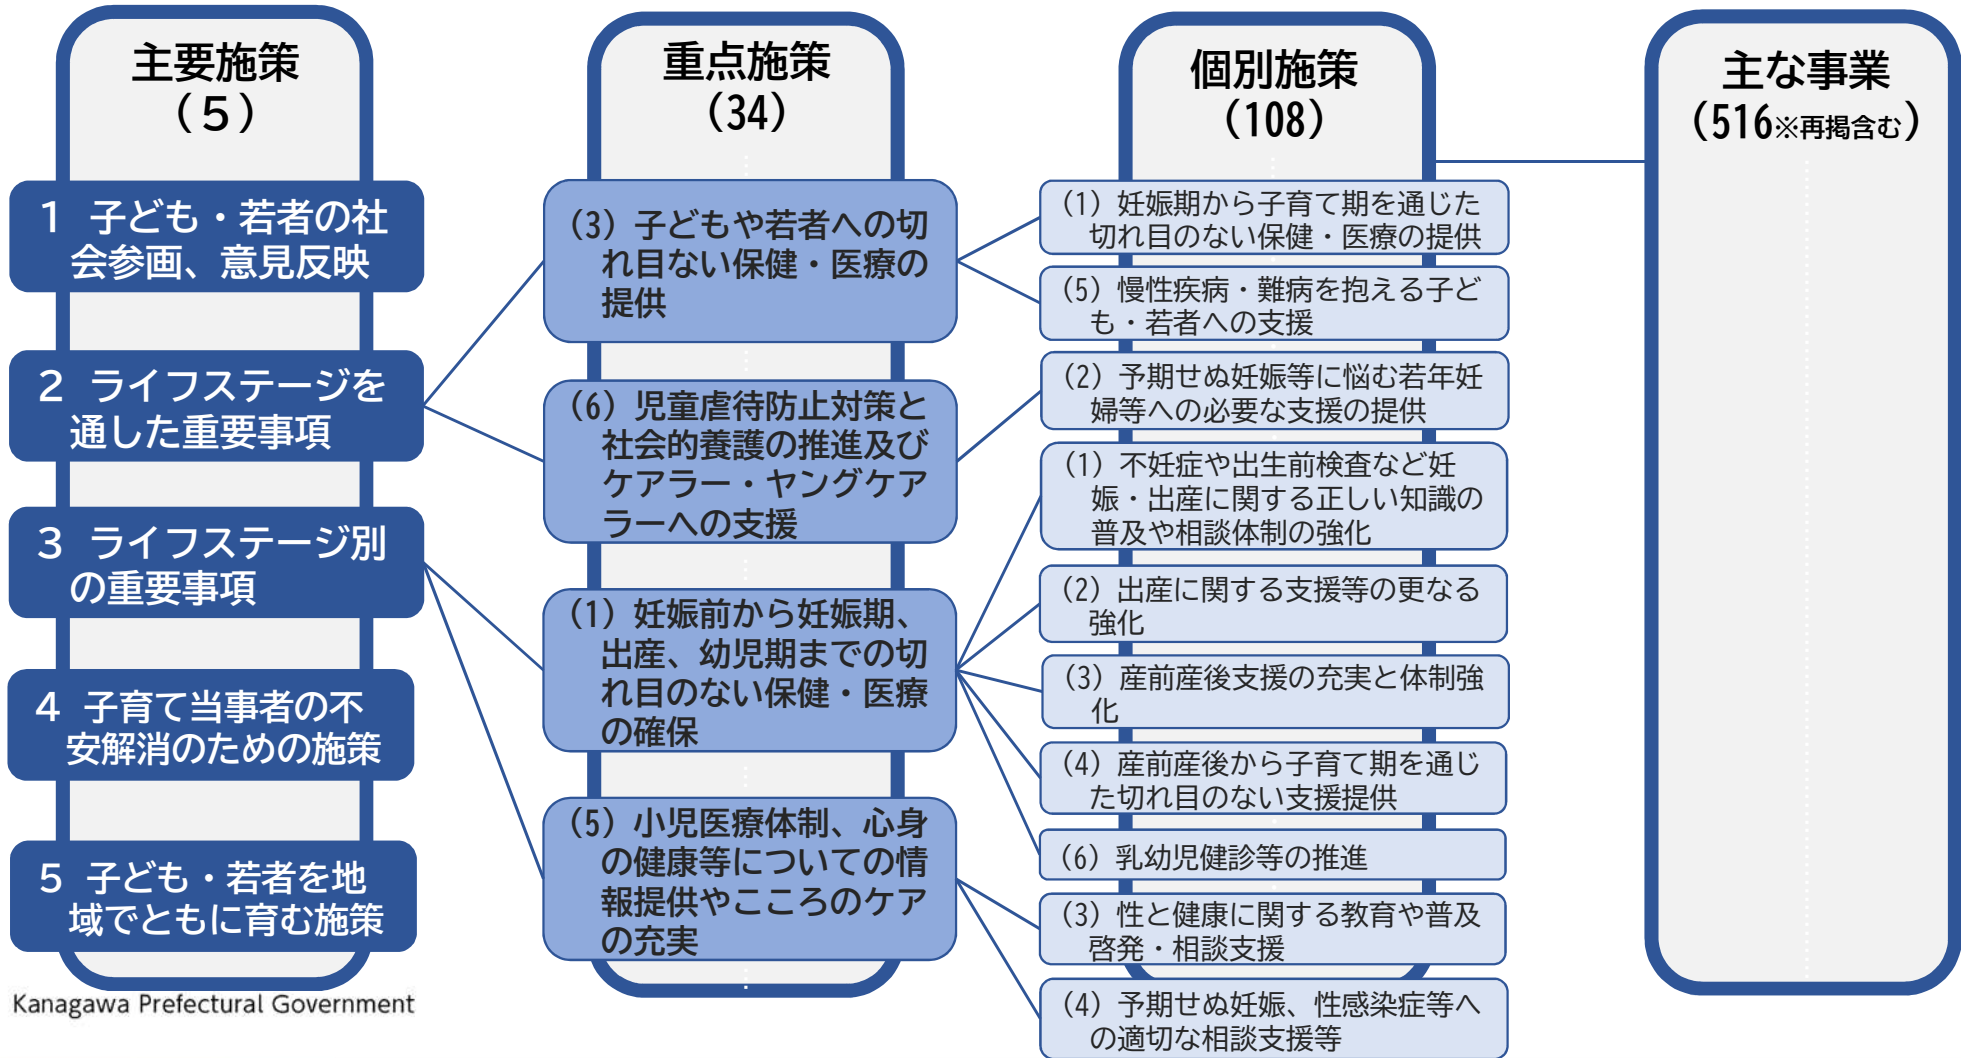 主要施策
（５）
１ 子ども・若者の社
会参画、意見反映
２ ライフステージを
通した重要事項
３ ライフステージ別
の重要事項
４ 子育て当事者の不
安解消のための施策
５ 子ども・若者を地
域でともに育む施策
重点施策
（34）
（3）子どもや若者への切
れ目ない保健・医療の
提供
（6）児童虐待防止対策と
社会的養護の推進及び
ケアラー・ヤングケア
ラーへの支援
（1）妊娠前から妊娠期、
出産、幼児期までの切
れ目のない保健・医療
の確保
（5）小児医療体制、心身
の健康等についての情
報提供やこころのケア
の充実
個別施策
（108）
（1）妊娠期から子育て期を通じた
切れ目のない保健・医療の提供
（5）慢性疾病・難病を抱える子ど
も・若者への支援
（2）予期せぬ妊娠等に悩む若年妊
婦等への必要な支援の提供
（1）不妊症や出生前検査など妊
娠・出産に関する正しい知識の
普及や相談体制の強化
（2）出産に関する支援等の更なる
強化
（3）産前産後支援の充実と体制強
化
（4）産前産後から子育て期を通じ
た切れ目のない支援提供
（6）乳幼児健診等の推進
（3）性と健康に関する教育や普及
啓発・相談支援
（4）予期せぬ妊娠、性感染症等へ
の適切な相談支援等
主な事業
（516※再掲含む）
Kanagawa Prefectural Government